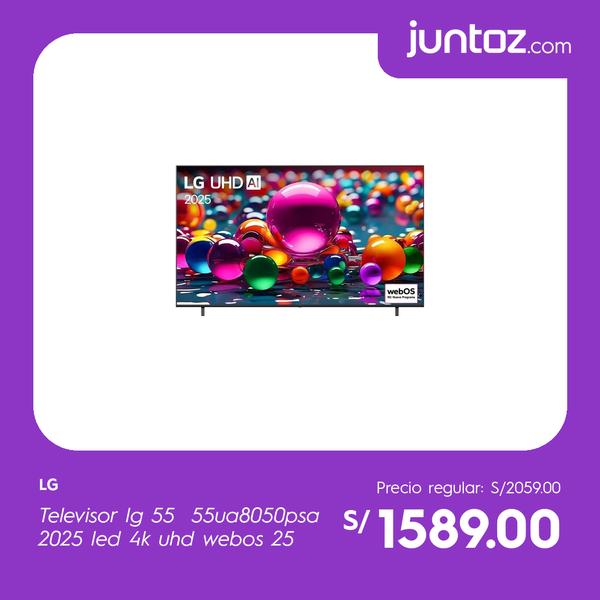 juntoz.com
LG UHD AI
2025
webOS
LG
Precio regular: S/2059.00
Televisor lg 55 55ua8050psa
2025 led 4k uhd webos 25
S/1589.00